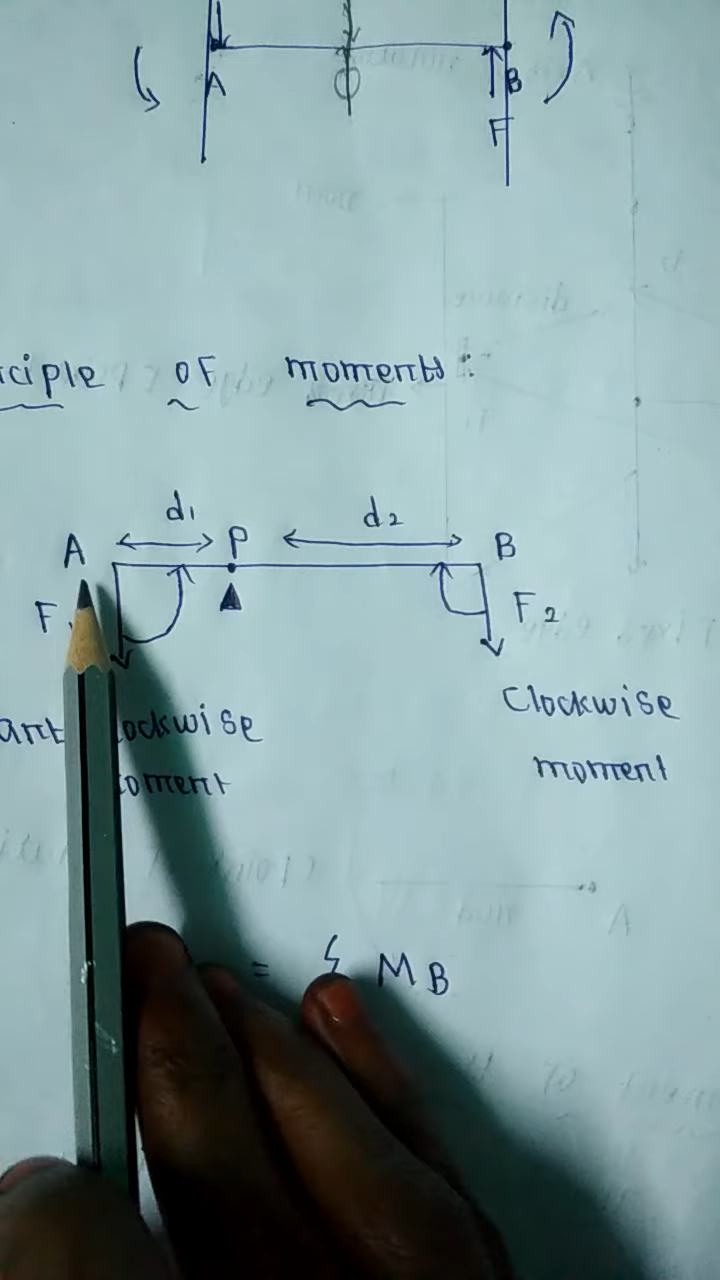 A O B
F
ciple of moments :
d1 d2
A P B
F F2
Clockwise
moment
= M B